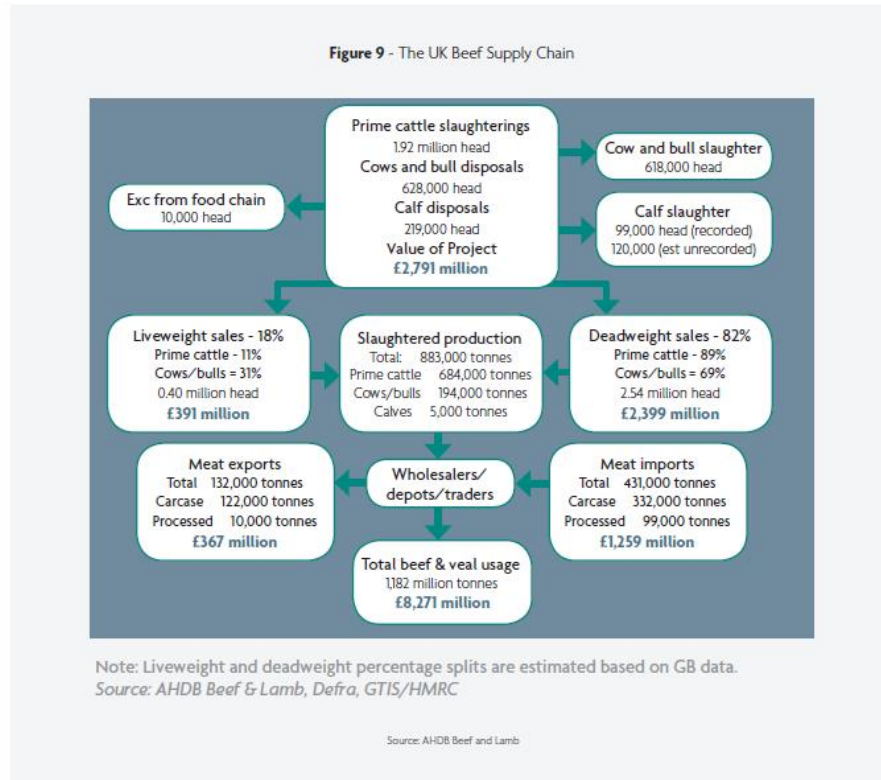 Figure 9 - The UK Beef Supply Chain
Prime cattle slaughterings
1.92 million head
Cows and bull disposals
628,000 head
Calf disposals
219,000 head
Value of Project
£2,791 million
Cow and bull slaughter
618,000 head
Exc from food chain
10,000 head
Calf slaughter
99,000 head (recorded)
120,000 (est unrecorded)
Liveweight sales - 18%
Prime cattle - 11%
Cows/bulls = 31%
0.40 million head
£391 million
Slaughtered production
Total: 883,000 tonnes
Prime cattle 684,000 tonnes
Cows/bulls 194,000 tonnes
Calves 5,000 tonnes
Deadweight sales - 82%
Prime cattle - 89%
Cows/bulls = 69%
2.54 million head
£2,399 million
Meat exports
Total 132,000 tonnes
Carcase 122,000 tonnes
Processed 10,000 tonnes
£367 million
Wholesalers/
depots/traders
Meat imports
Total 431,000 tonnes
Carcase 332,000 tonnes
Processed 99,000 tonnes
£1,259 million
Total beef & veal usage
1,182 million tonnes
£8,271 million
Note: Liveweight and deadweight percentage splits are estimated based on GB data.
Source: AHDB Beef & Lamb, Defra, GTIS/HMRC
Source: AHDB Beef and Lamb